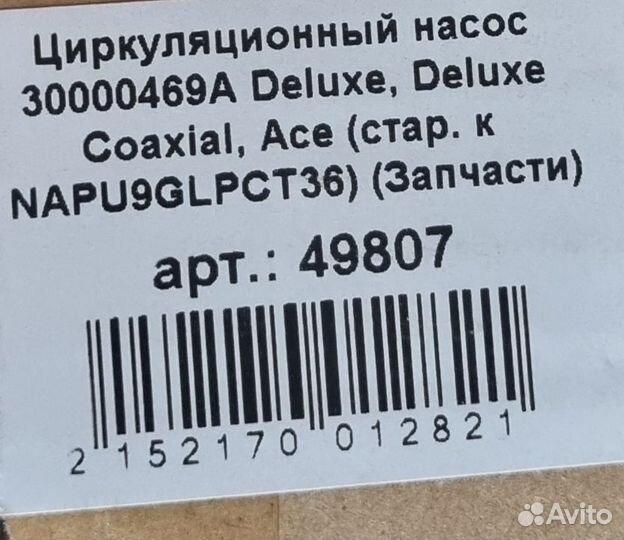 Циркуляционный насос
30000469A Deluxe, Deluxe
Coaxial, Ace (стар. к
NAPU9GLPCT36) (Запчасти)
арт.: 49807
2 152170 012821
Avito